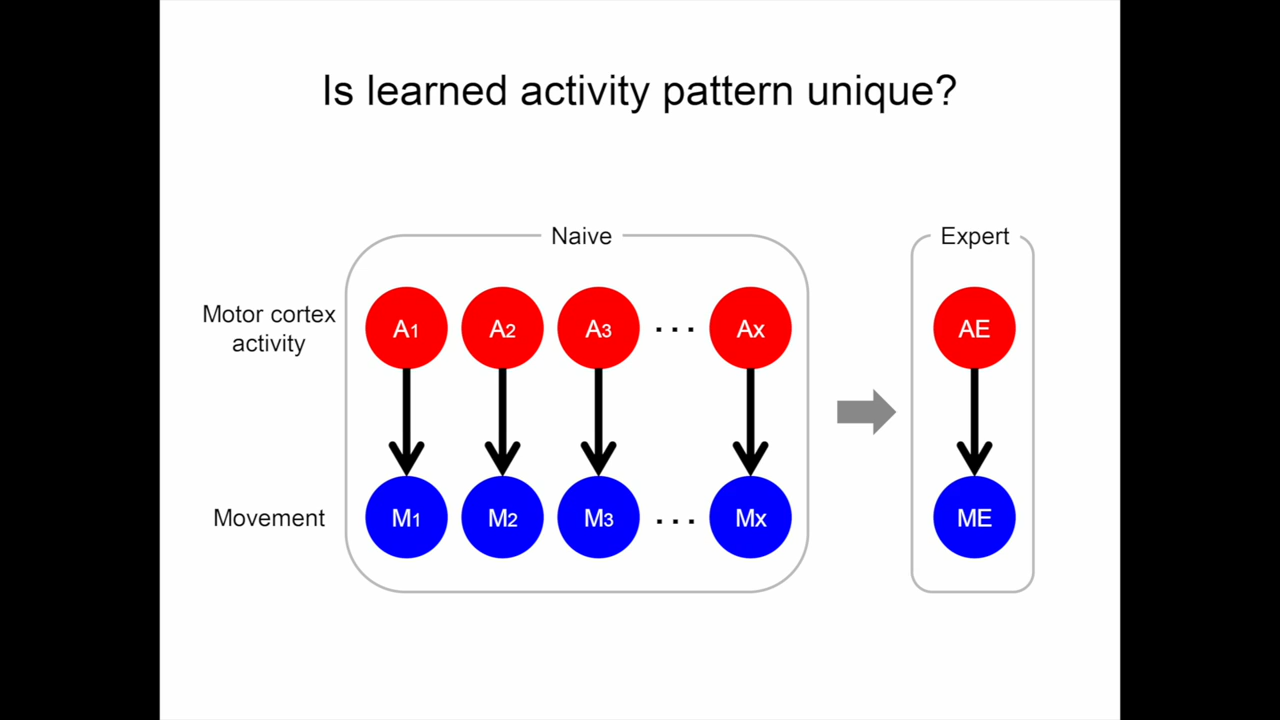 Is learned activity pattern unique?
Naive
Expert
Motor cortex
activity
A1 A2 A3 ... Ax AE
Movement
M1 M2 M3 ... Mx ME